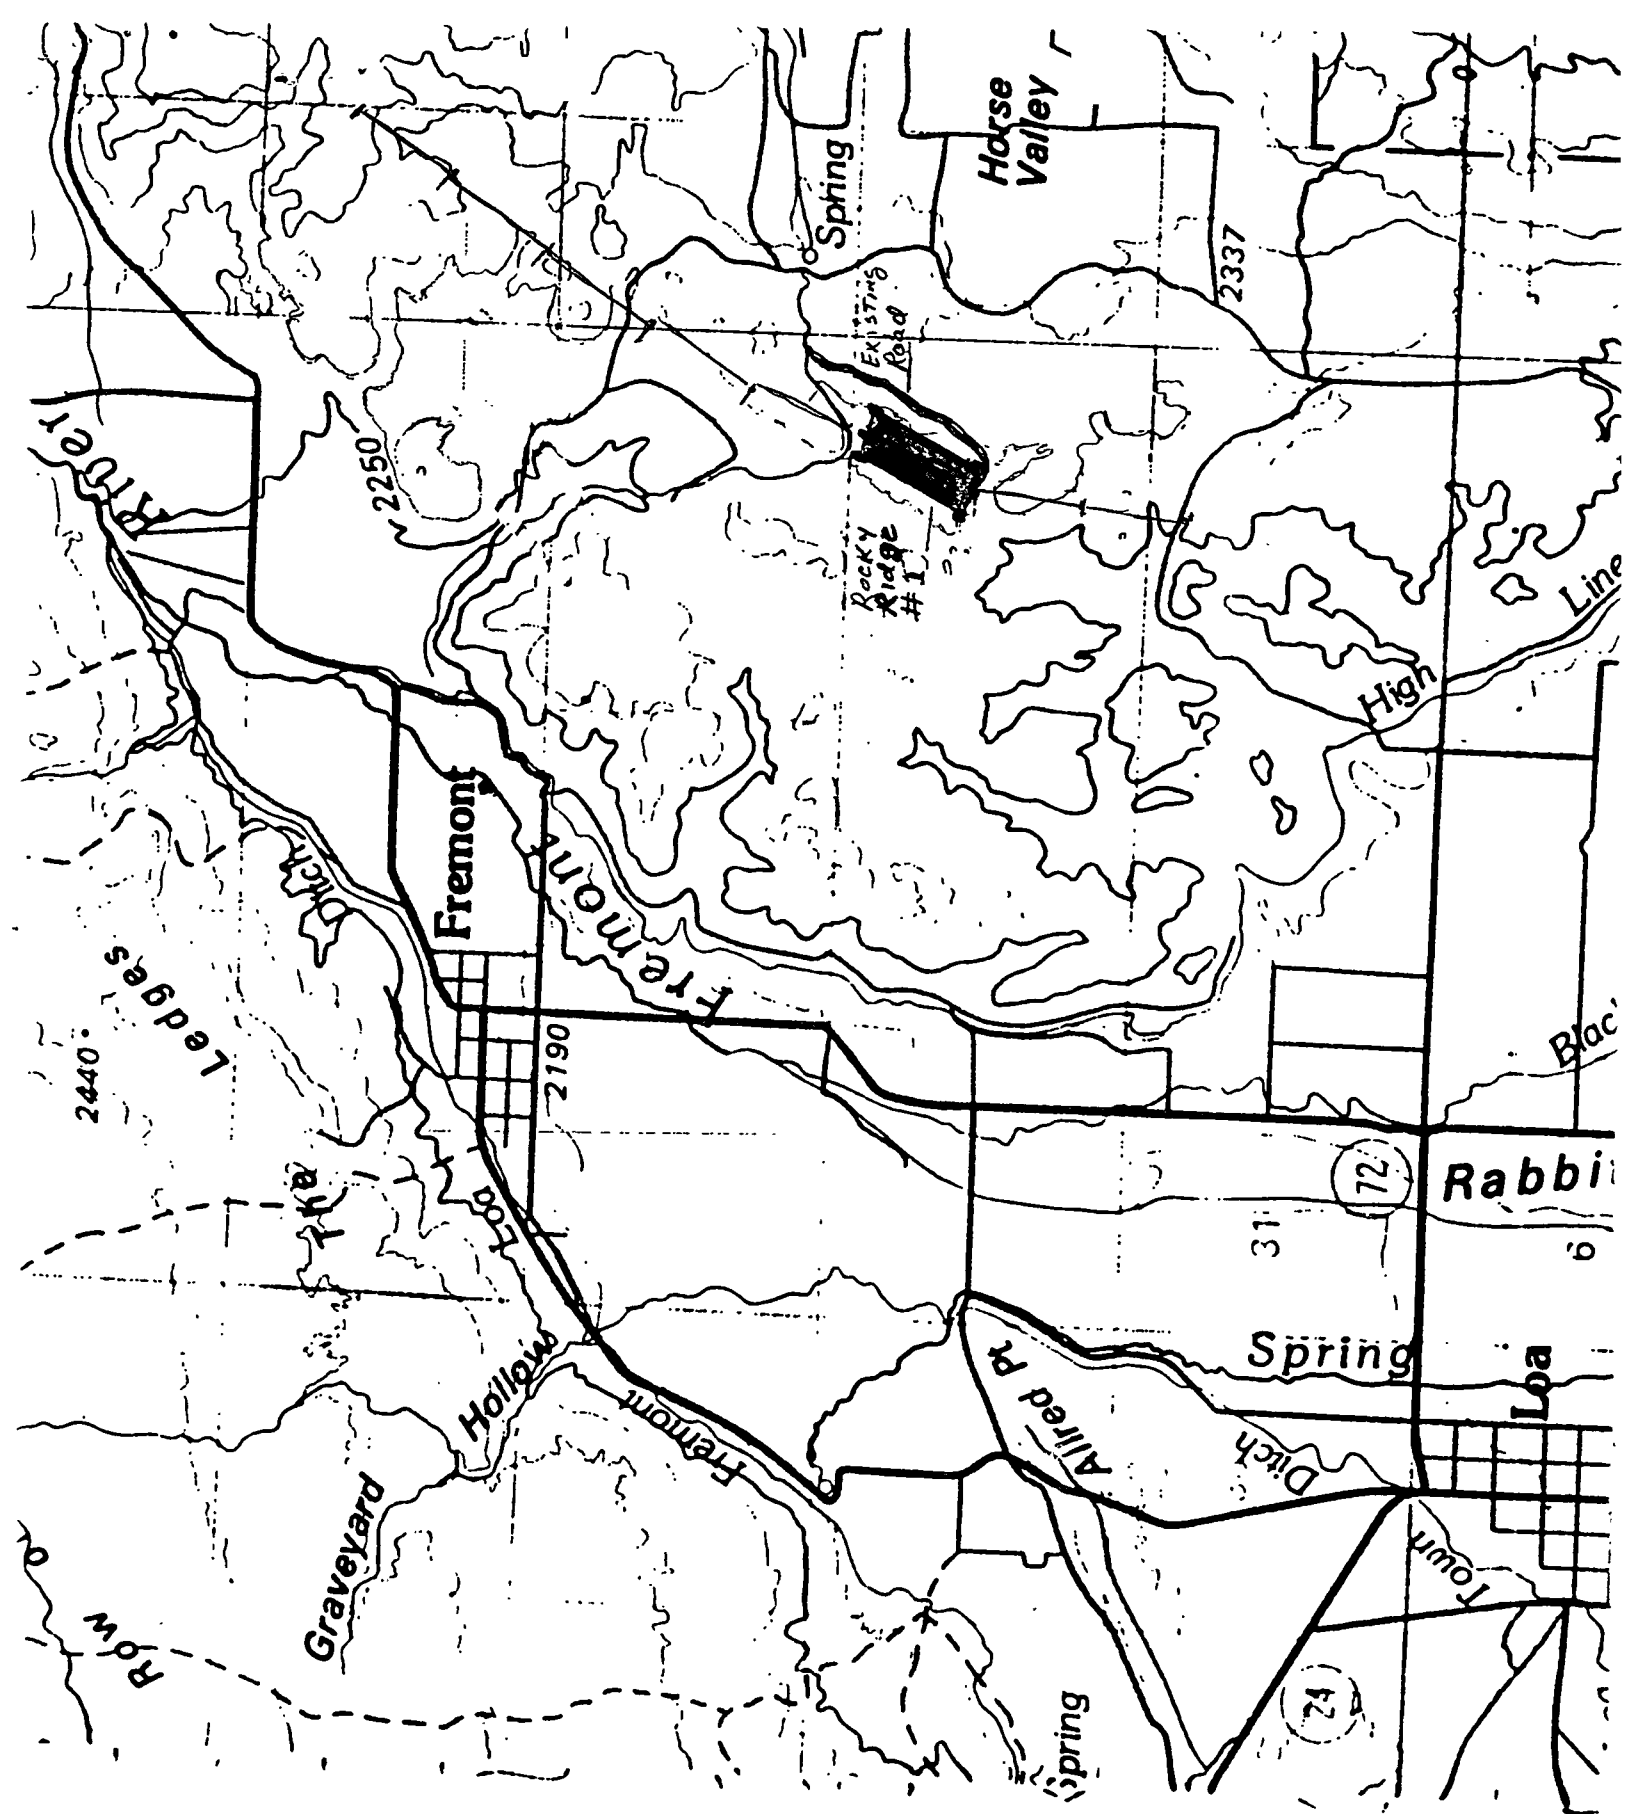 Horse
Valley
Spring
2337
Existing
Road
River
2250
Rocky
Ridge
# 1
Line
High
Fremont
Ditch
Fremont
Ledges
2440
2190
Blac
72
Rabbi
The
Loa
31
6
Hollow
Spring
Loa
Allred Pt
Fremont
Ditch
Graveyard
Town
Row
24
Spring